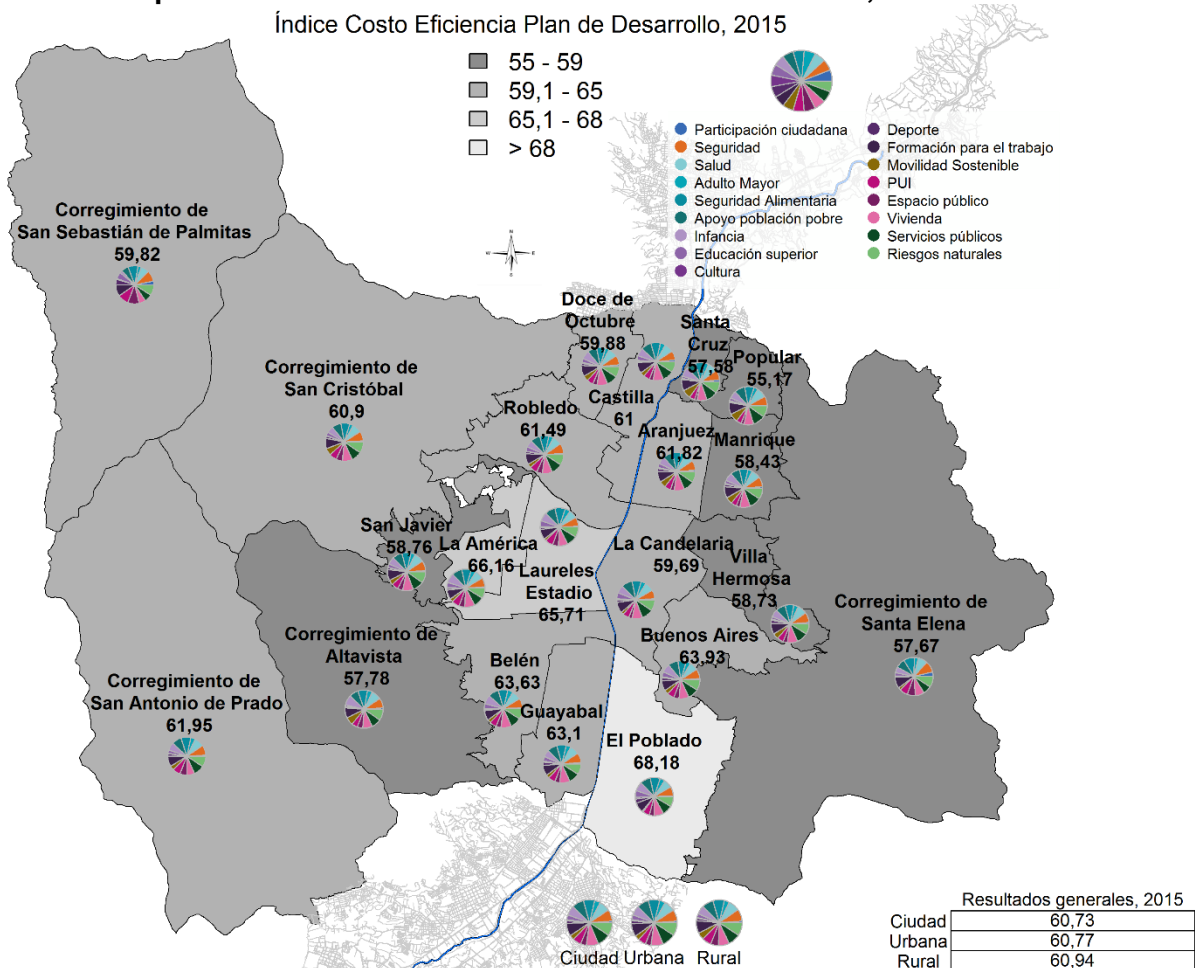 Índice Costo Eficiencia Plan de Desarrollo, 2015
55 - 59
59,1 - 65
65,1 - 68
> 68
Participación ciudadana
Seguridad
Salud
Adulto Mayor
Seguridad Alimentaria
Apoyo población pobre
Infancia
Educación superior
Cultura
Deporte
Formación para el trabajo
Movilidad Sostenible
PUI
Espacio público
Vivienda
Servicios públicos
Riesgos naturales
N
W
E
S
Corregimiento de
San Sebastián de Palmitas
59,82
Corregimiento de
San Cristóbal
60,9
Doce de
Octubre
59,88
Castilla
61
Santa
Cruz
57,58
Popular
55,17
Robledo
61,49
Aranjuez
61,82
Manrique
58,43
San Javier
58,76
La América
66,16
Laureles
Estadio
65,71
La Candelaria
59,69
Villa
Hermosa
58,73
Corregimiento de
Santa Elena
57,67
Corregimiento de
Altavista
57,78
Belén
63,63
Buenos Aires
63,93
Corregimiento de
San Antonio de Prado
61,95
Guayabal
63,1
El Poblado
68,18
Ciudad Urbana Rural
Resultados generales, 2015
Ciudad 60,73
Urbana 60,77
Rural 60,94